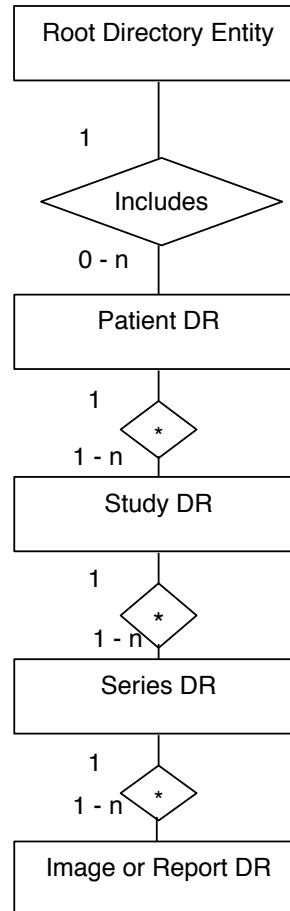 Root Directory Entity
1
Includes
0 - n
Patient DR
1
*
1 - n
Study DR
1
*
1 - n
Series DR
1
*
1 - n
Image or Report DR